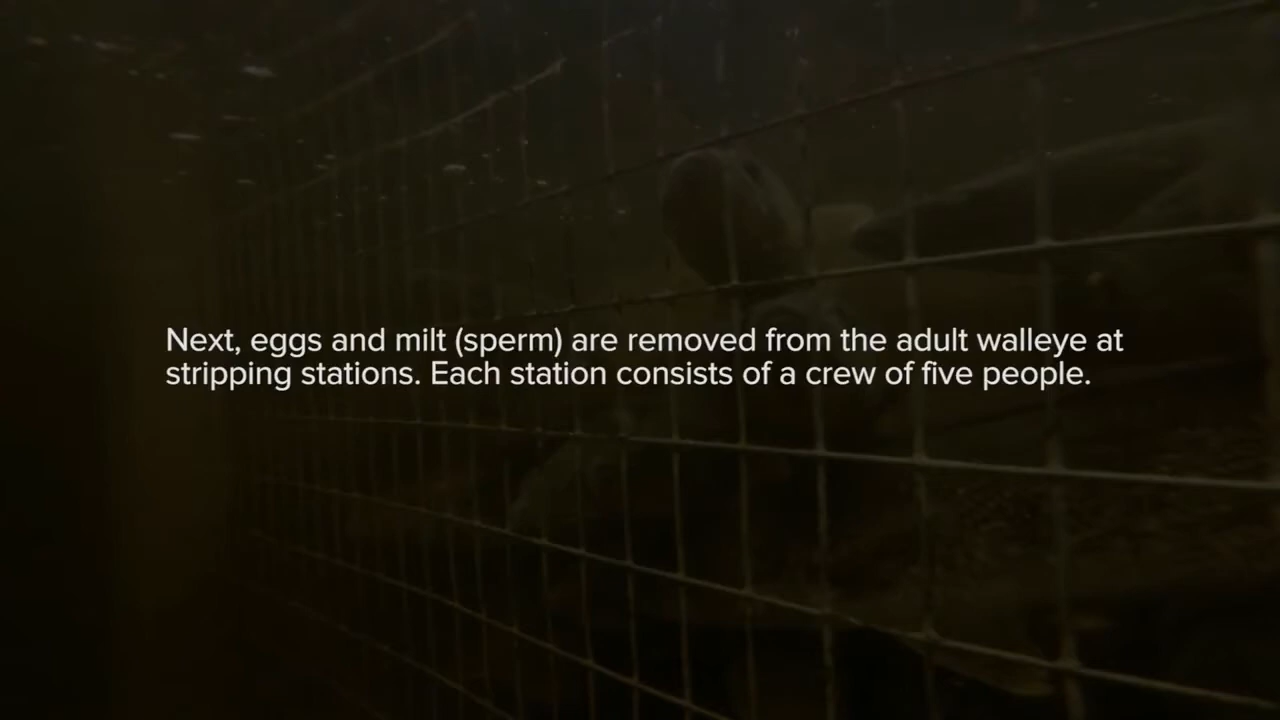 Next, eggs and milt (sperm) are removed from the adult walleye at
stripping stations. Each station consists of a crew of five people.